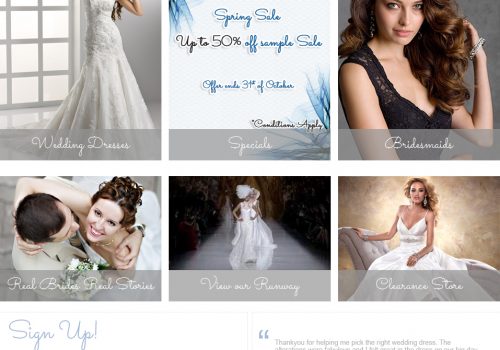 Spring Sale
Up to 50% off sample Sale
Offer ends 31st of October
*Conditions Apply
Wedding Dresses
Specials
Bridesmaids
Real Brides Real Stories
View our Runway
Clearance Store
Sign Up!
“
Thankyou for helping me pick the right wedding dress. The